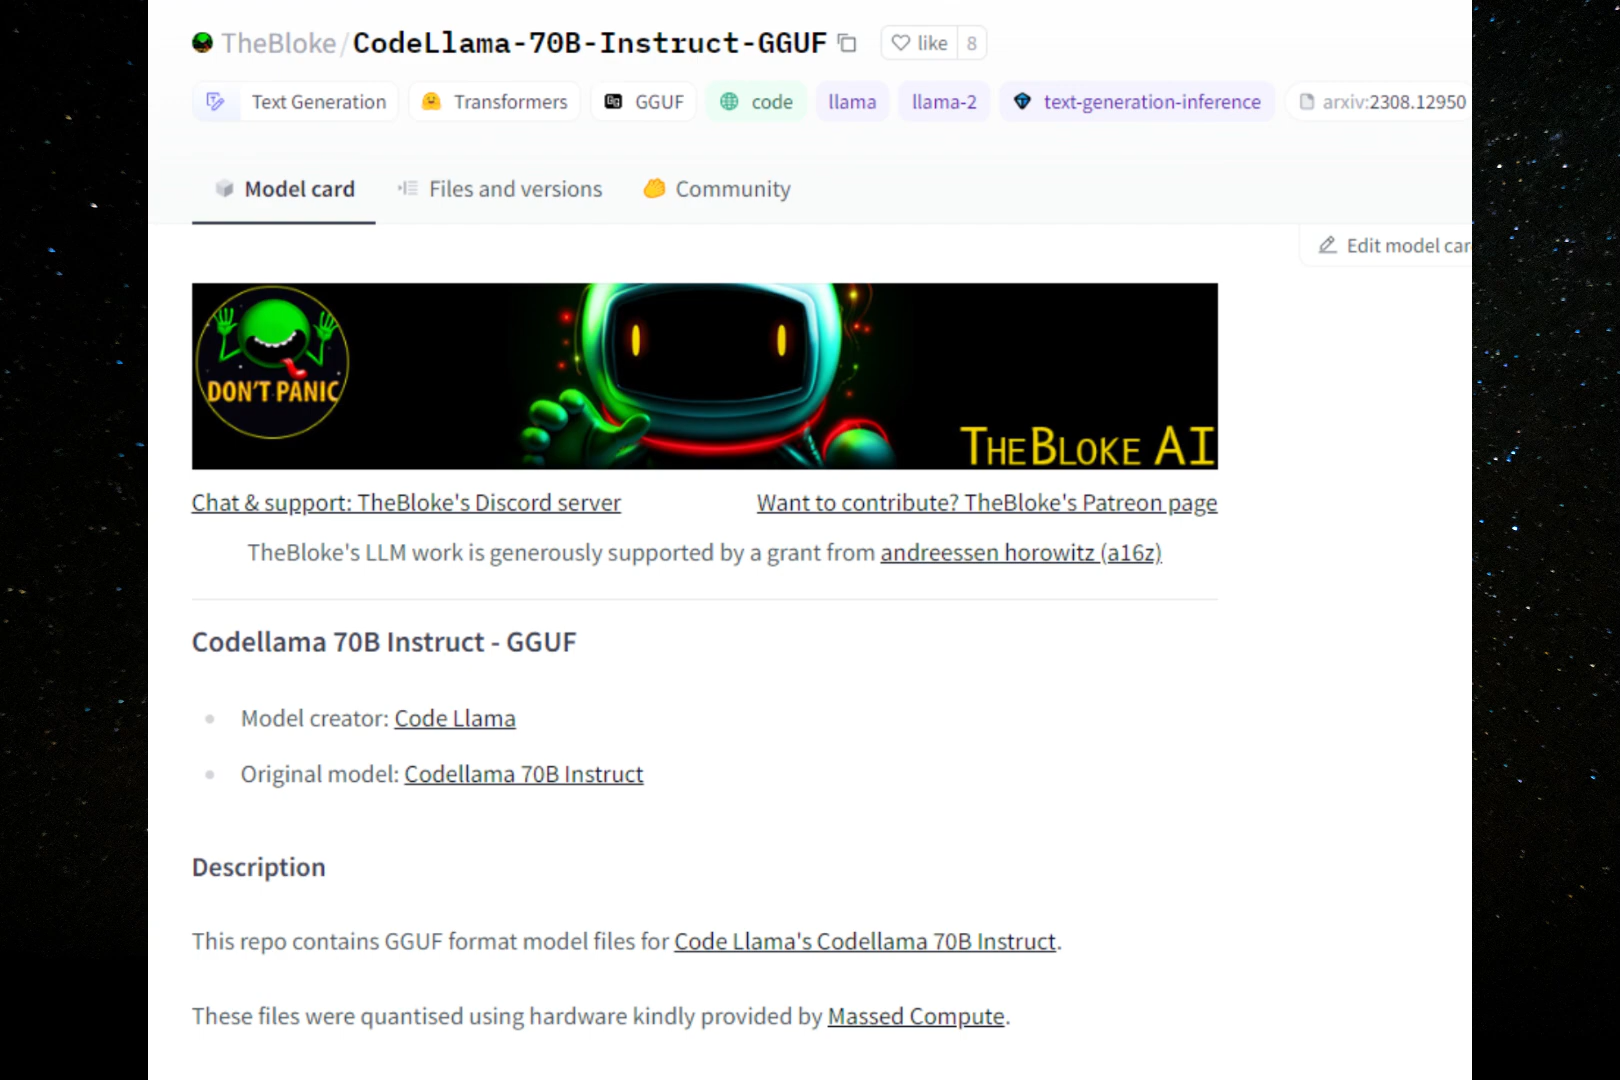 TheBloke/CodeLlama-70B-Instruct-GGUF like 8
Text Generation Transformers GGUF code llama llama-2 text-generation-inference arxiv:2308.12950
Model card Files and versions Community
Edit model car
DON'T PANIC
THEBLOKE AI
Chat & support: TheBloke's Discord server Want to contribute? TheBloke's Patreon page
TheBloke's LLM work is generously supported by a grant from andreessen horowitz (a16z)
Codellama 70B Instruct - GGUF
Model creator: Code Llama
Original model: Codellama 70B Instruct
Description
This repo contains GGUF format model files for Code Llama's Codellama 70B Instruct.
These files were quantised using hardware kindly provided by Massed Compute.